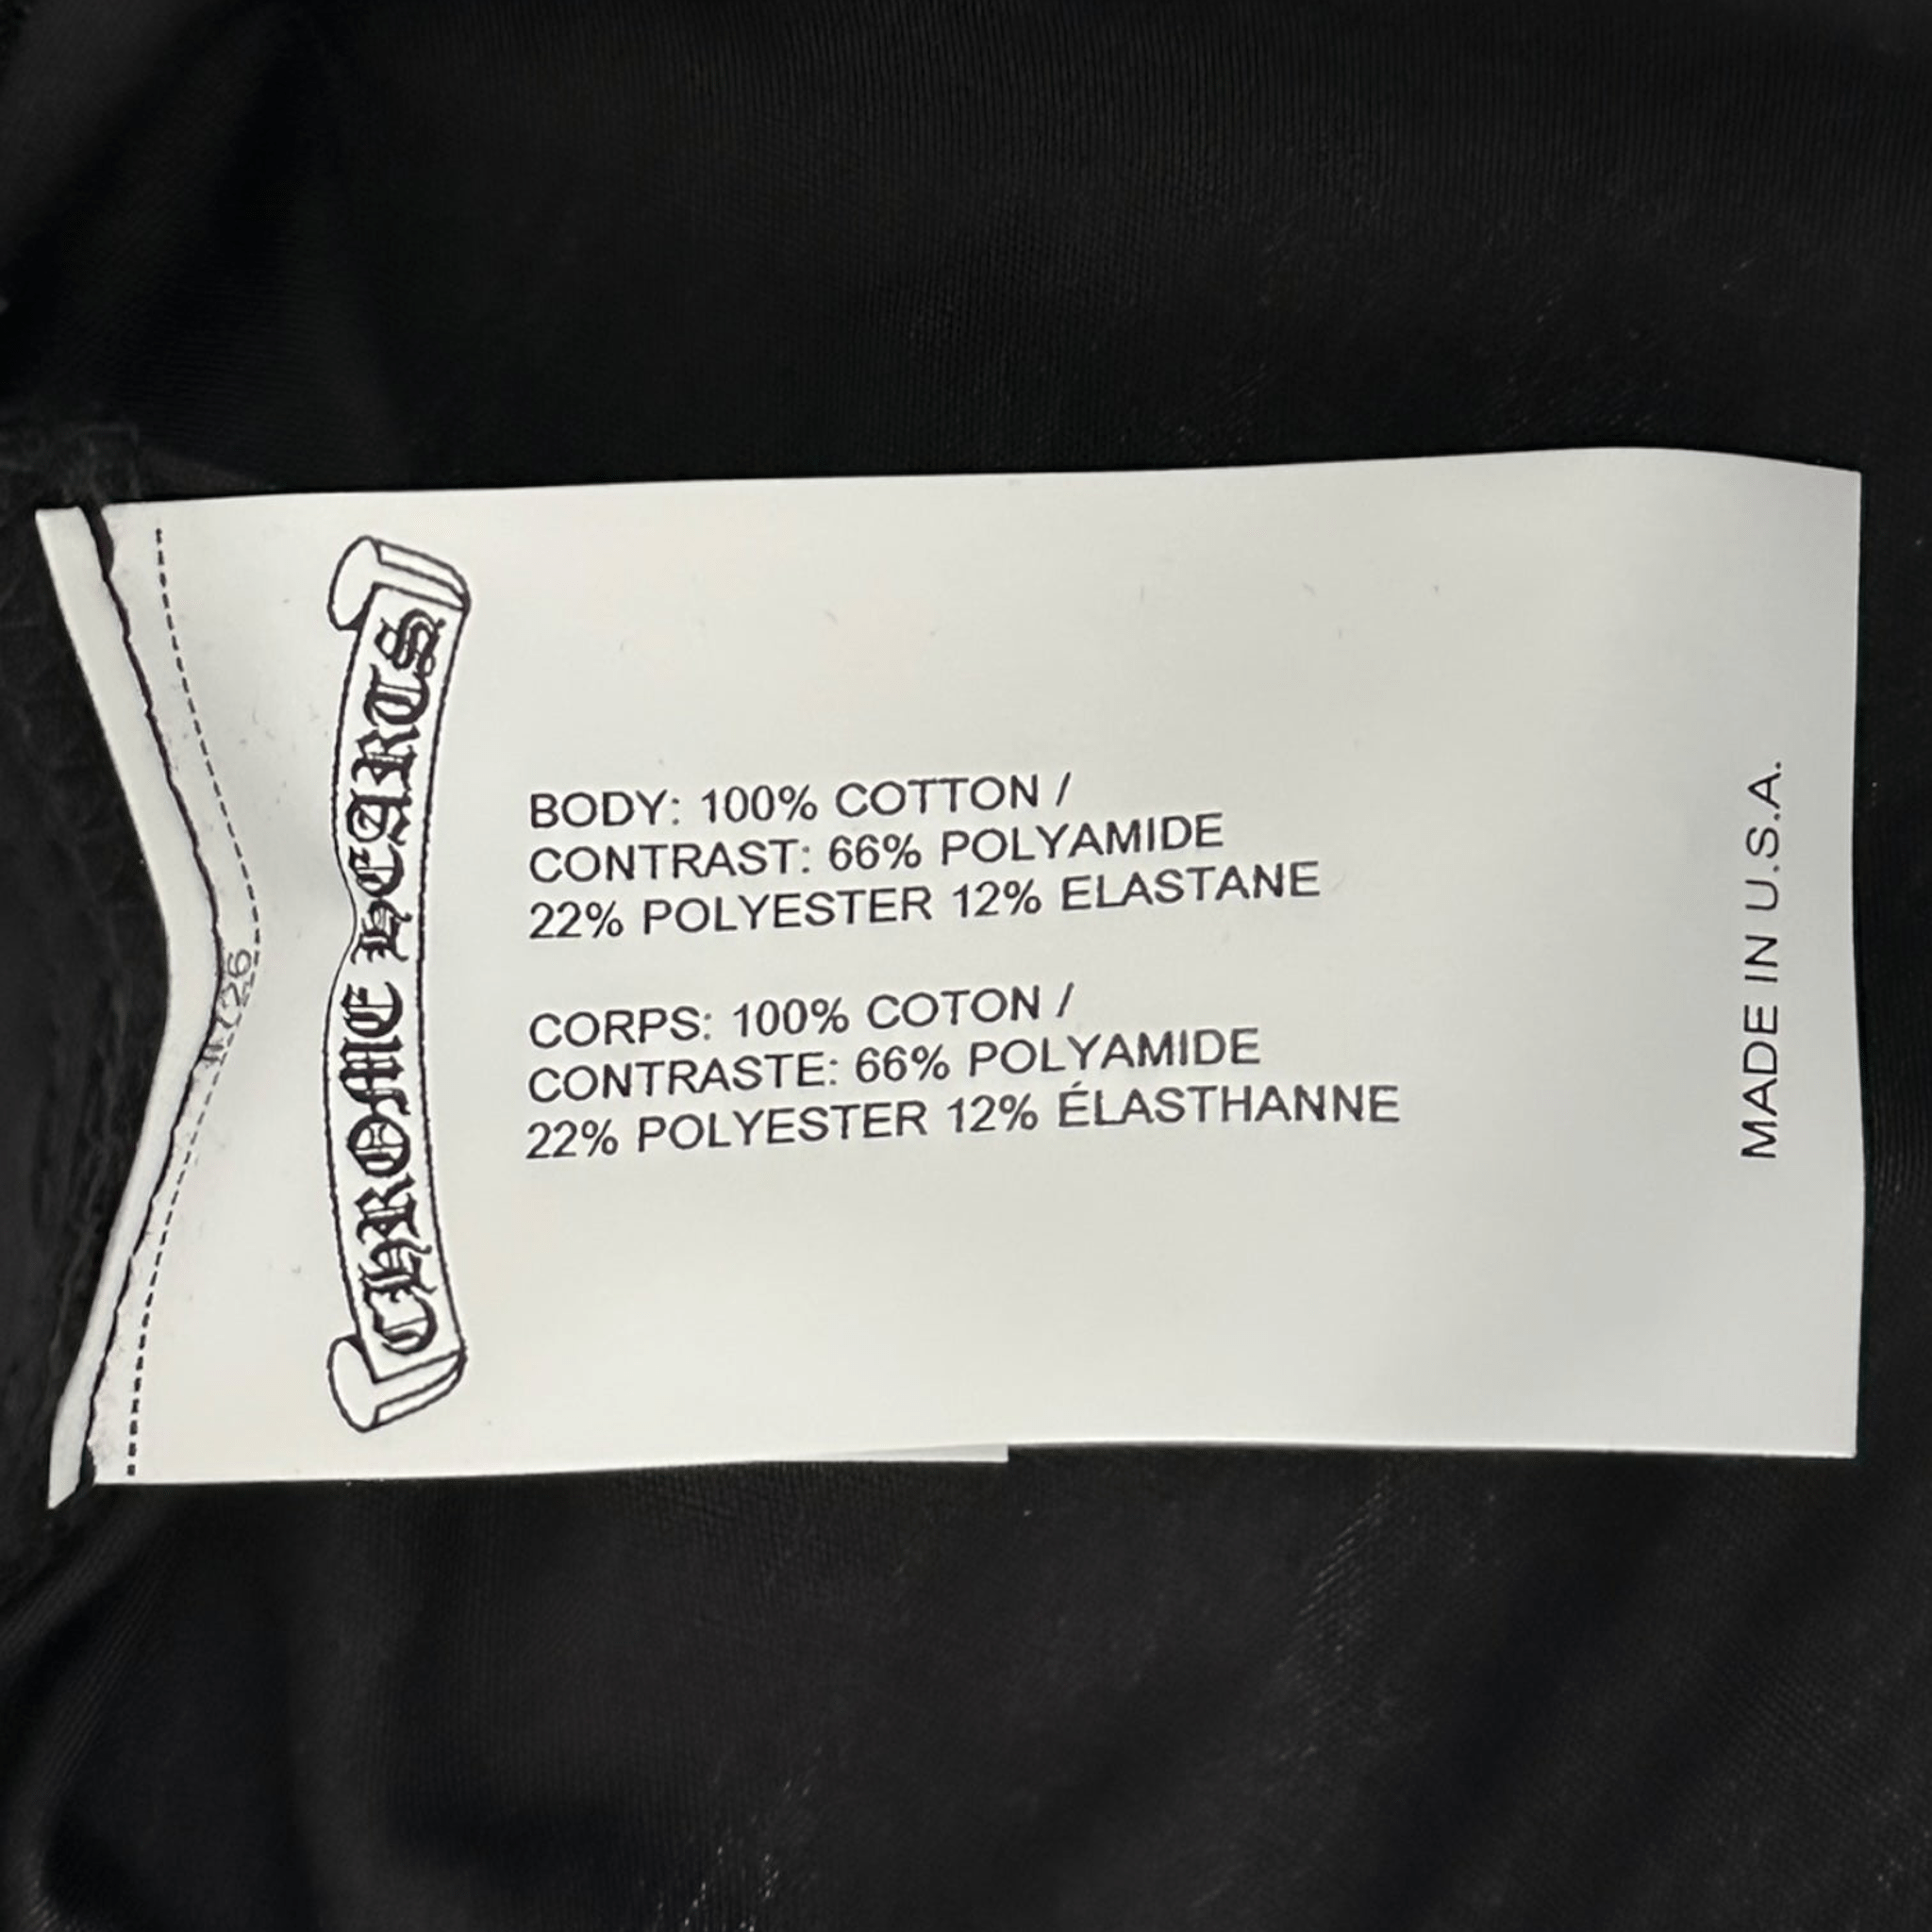 CHROME HEARTS
BODY: 100% COTTON /
CONTRAST: 66% POLYAMIDE
22% POLYESTER 12% ELASTANE
CORPS: 100% COTON /
CONTRASTE: 66% POLYAMIDE
22% POLYESTER 12% ÉLASTHANNE
MADE IN U.S.A.